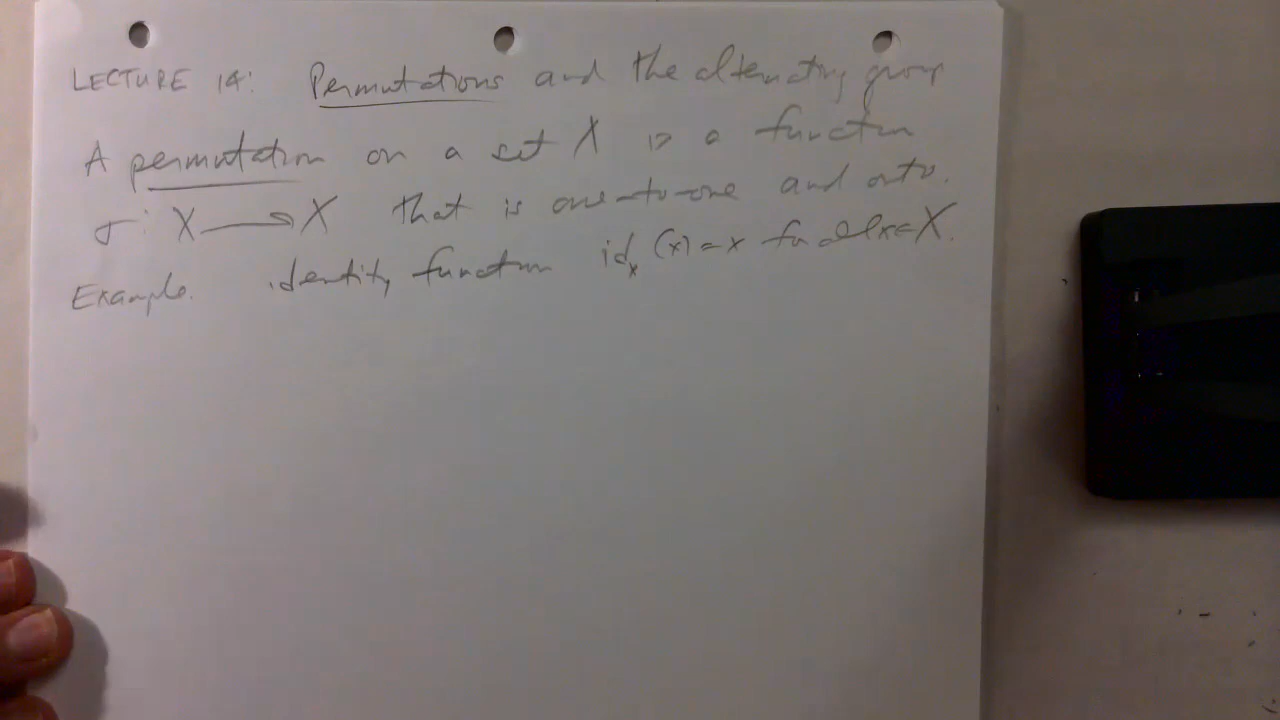 LECTURE 14: Permutations and the alternating group
A permutation on a set X is a function
σ: X → X that is one-to-one and onto.
Example. identity function id_X (x) = x for all x ∈ X.